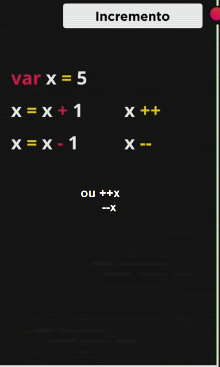 Incremento
var x = 5
x = x + 1 x ++
x = x - 1 x --
ou ++x
--x